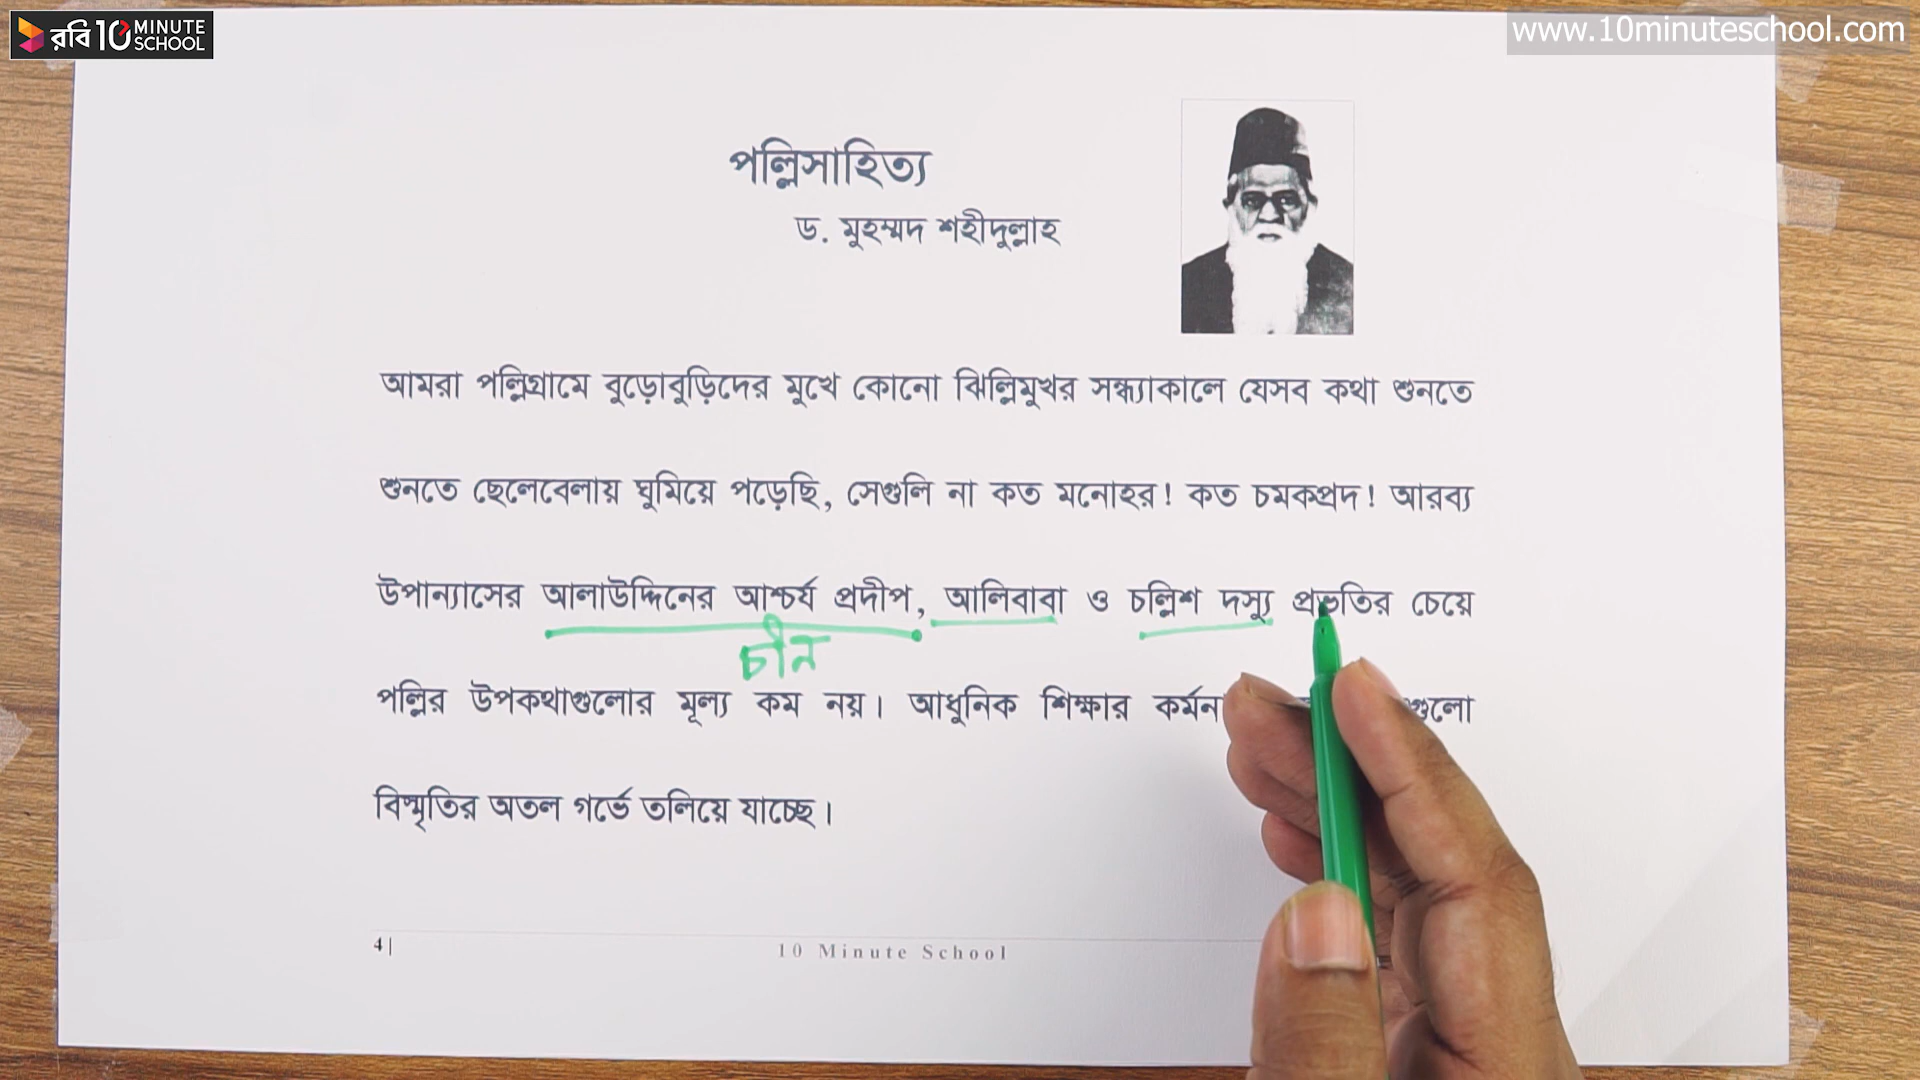 রবি 10 MINUTE SCHOOL
www.10minuteschool.com
পল্লিসাহিত্য
ড. মুহম্মদ শহীদুল্লাহ
আমরা পল্লিগ্রামে বুড়োবুড়িদের মুখে কোনো ঝিল্লিমুখর সন্ধ্যাকালে যেসব কথা শুনতে
শুনতে ছেলেবেলায় ঘুমিয়ে পড়েছি, সেগুলি না কত মনোহর! কত চমকপ্রদ! আরব্য
উপান্যাসের আলাউদ্দিনের আশ্চর্য প্রদীপ, আলিবাবা ও চল্লিশ দস্যু প্রভৃতির চেয়ে
চীন
পল্লির উপকথাগুলোর মূল্য কম নয়। আধুনিক শিক্ষার গুলো
বিস্মৃতির অতল গর্ভে তলিয়ে যাচ্ছে।
4|
10 Minute School